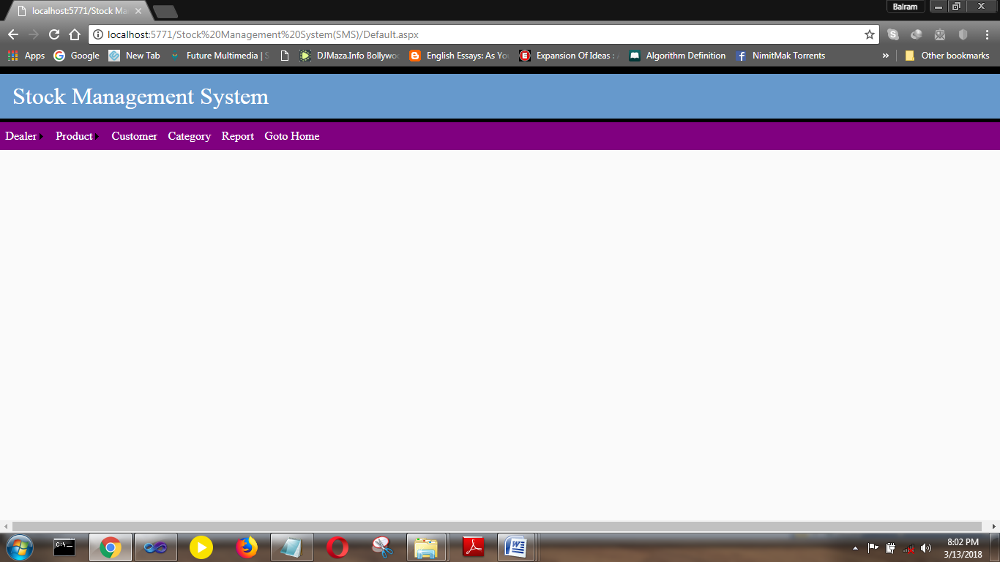 localhost:5771/Stock Ma
Balram
localhost:5771/Stock%20Management%20System(SMS)/Default.aspx
Apps Google New Tab Future Multimedia | S DJMaza.Info Bollywo English Essays: As Yo Expansion Of Ideas : Algorithm Definition NimitMak Torrents » Other bookmarks
Stock Management System
Dealer Product Customer Category Report Goto Home
C:\
8:02 PM
3/13/2018